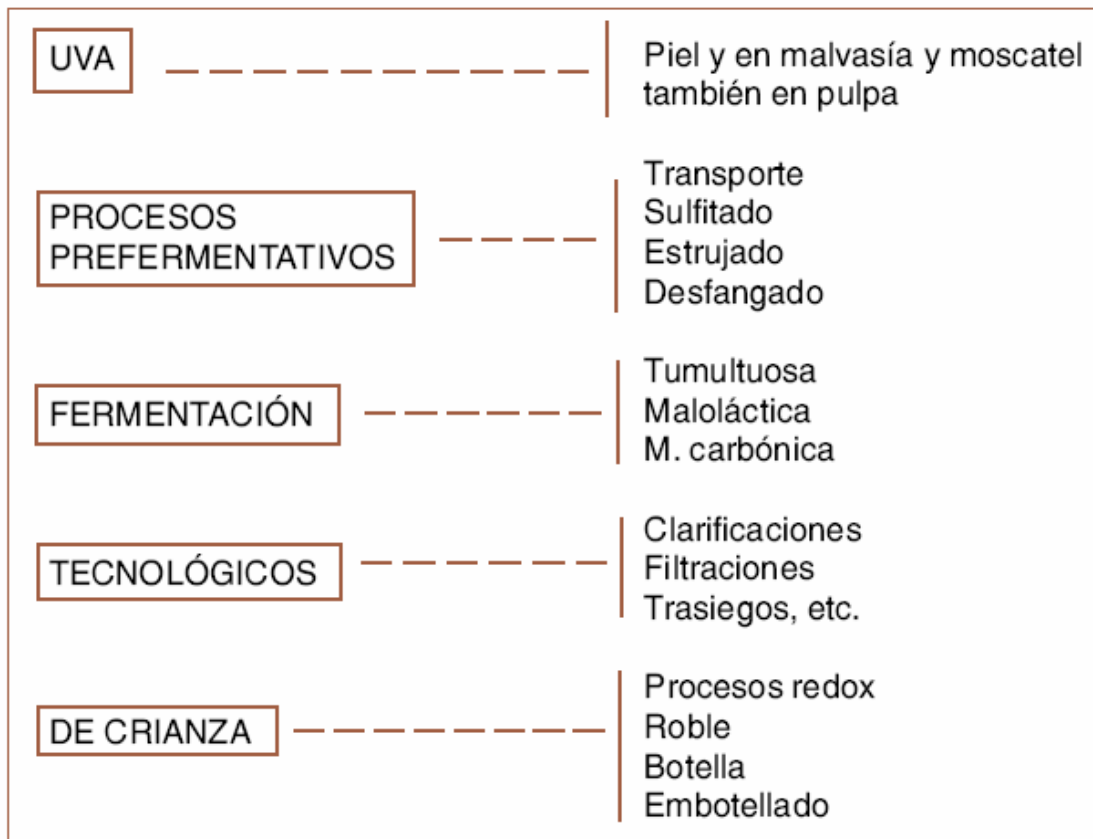 UVA
Piel y en malvasía y moscatel
también en pulpa
PROCESOS
PREFERMENTATIVOS
Transporte
Sulfitado
Estrujado
Desfangado
FERMENTACIÓN
Tumultuosa
Maloláctica
M. carbónica
TECNOLÓGICOS
Clarificaciones
Filtraciones
Trasiegos, etc.
DE CRIANZA
Procesos redox
Roble
Botella
Embotellado